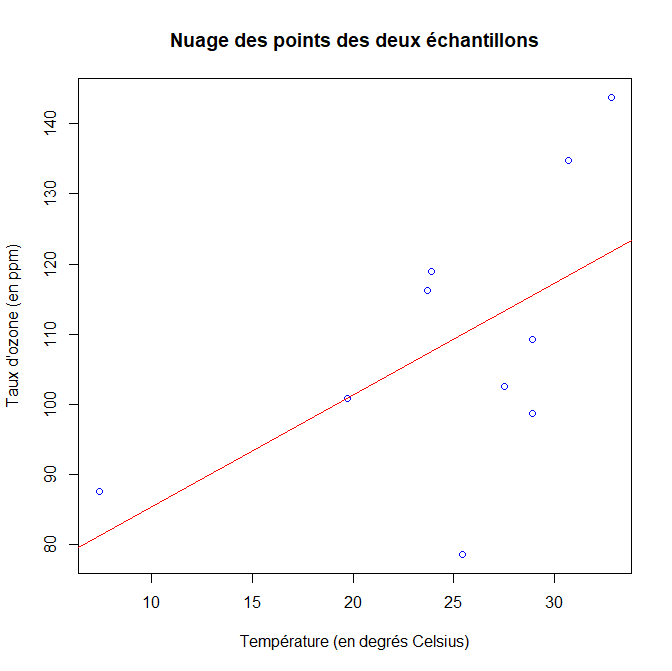 Nuage des points des deux échantillons
Taux d'ozone (en ppm)
140
130
120
110
100
90
80
10 15 20 25 30
Température (en degrés Celsius)